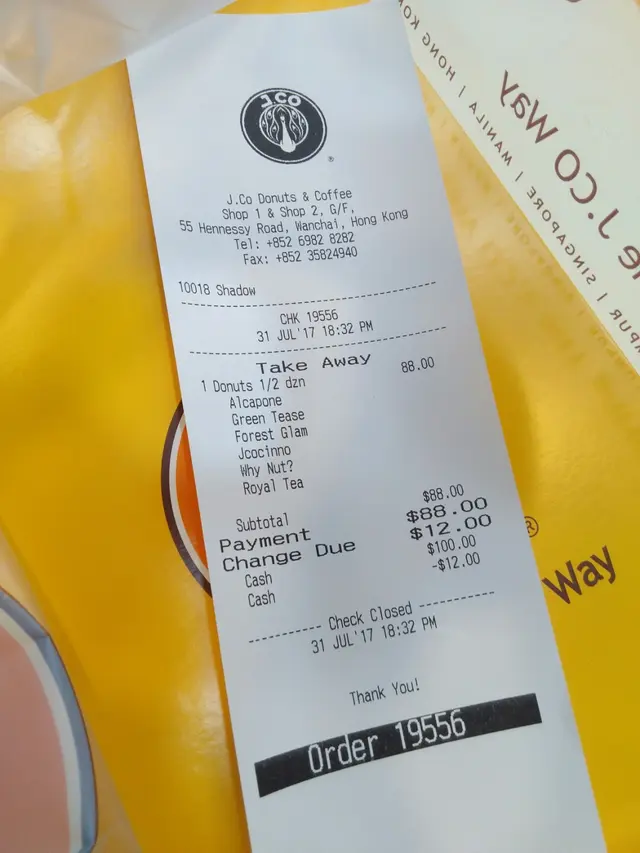 J.CO
®
J.Co Donuts & Coffee
Shop 1 & Shop 2, G/F,
55 Hennessy Road, Wanchai, Hong Kong
Tel: +852 6982 8282
Fax: +852 35824940
10018 Shadow
CHK 19556
31 JUL'17 18:32 PM
Take Away
1 Donuts 1/2 dzn 88.00
Alcapone
Green Tease
Forest Glam
Jcocinno
Why Nut?
Royal Tea
Subtotal $88.00
Payment $88.00
Change Due $12.00
Cash $100.00
Cash -$12.00
Check Closed
31 JUL'17 18:32 PM
Thank You!
Order 19556
J.CO Way
SINGAPORE | MANILA | HONG KO
®
Way